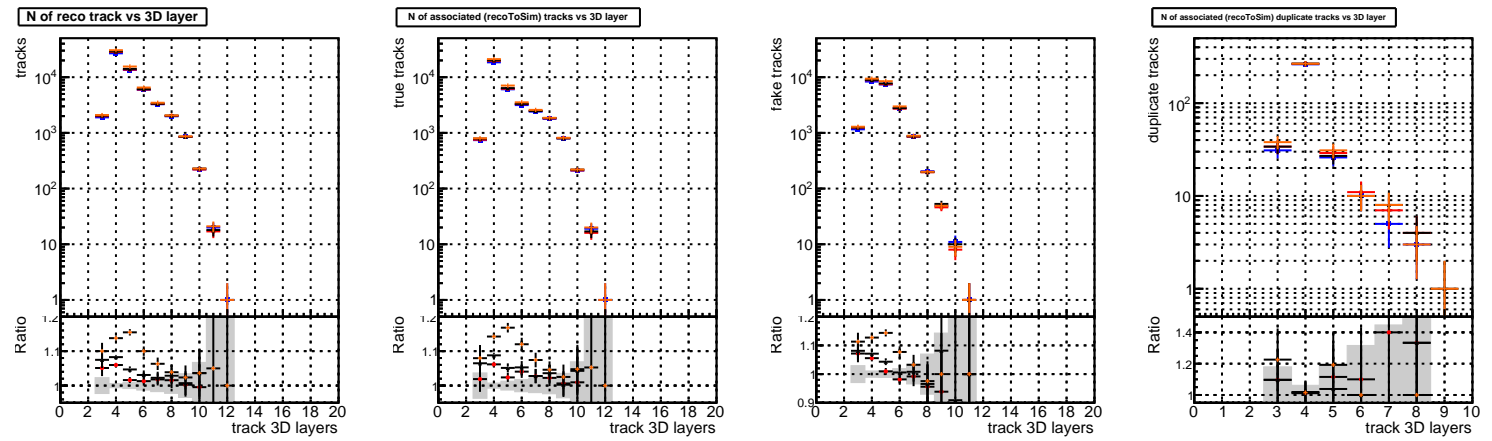 N of reco track vs 3D layer
tracks
10^4
10^3
10^2
10
1
Ratio
1.2
1.1
1
0 2 4 6 8 10 12 14 16 18 20
track 3D layers
N of associated (recoToSim) tracks vs 3D layer
true tracks
10^4
10^3
10^2
10
1
Ratio
1.2
1.1
1
0 2 4 6 8 10 12 14 16 18 20
track 3D layers
fake tracks
10^4
10^3
10^2
10
1
Ratio
1.2
1.1
1
0.9
0 2 4 6 8 10 12 14 16 18 20
track 3D layers
N of associated (recoToSim) duplicate tracks vs 3D layer
duplicate tracks
10^2
10
1
Ratio
1.4
1.2
1
0 1 2 3 4 5 6 7 8 9 10
track 3D layers